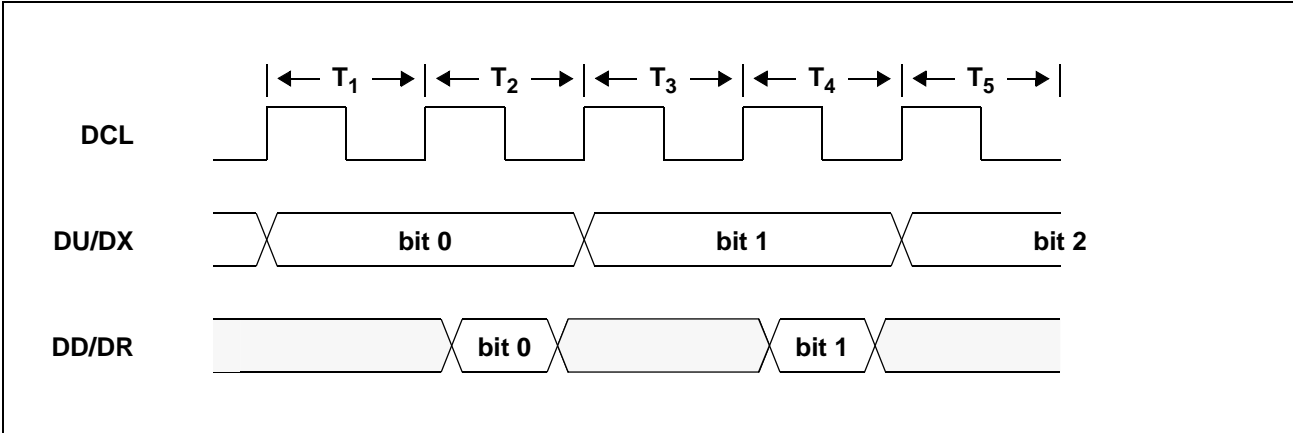 T1 T2 T3 T4 T5
DCL
DU/DX bit 0 bit 1 bit 2
DD/DR bit 0 bit 1